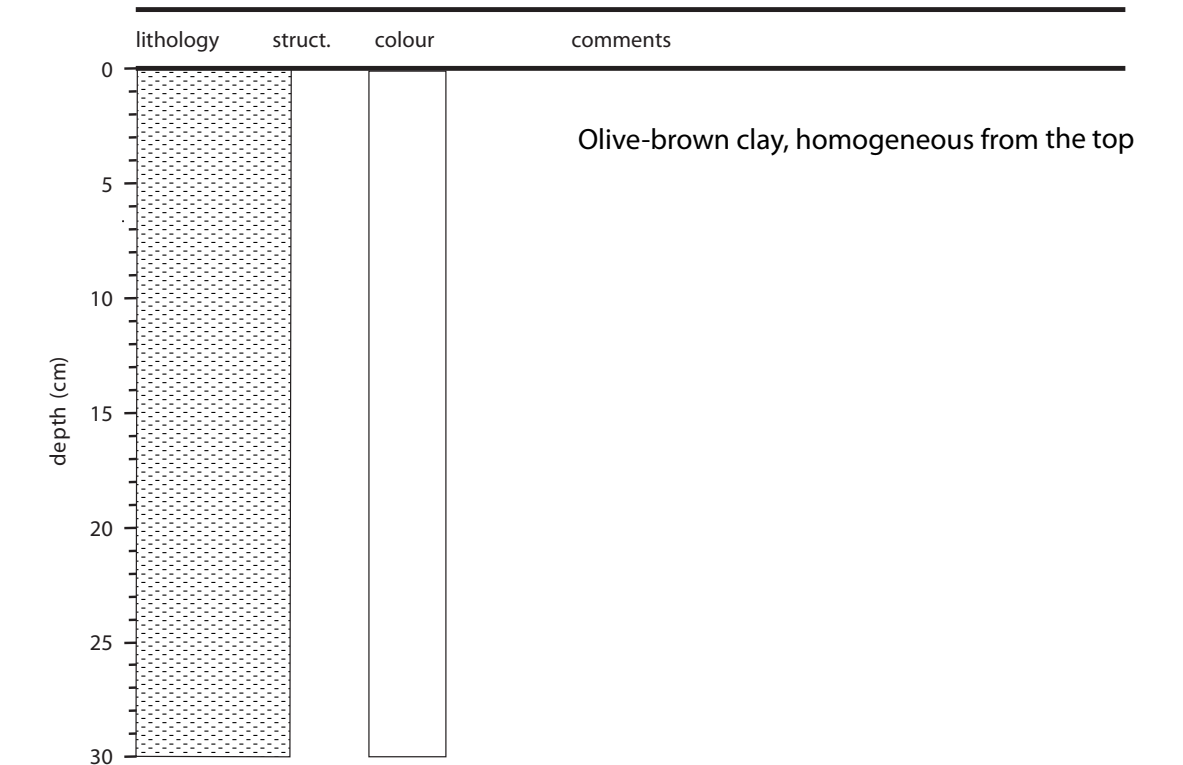 lithology struct. colour comments
0
Olive-brown clay, homogeneous from the top
5
10
depth (cm)
15
20
25
30